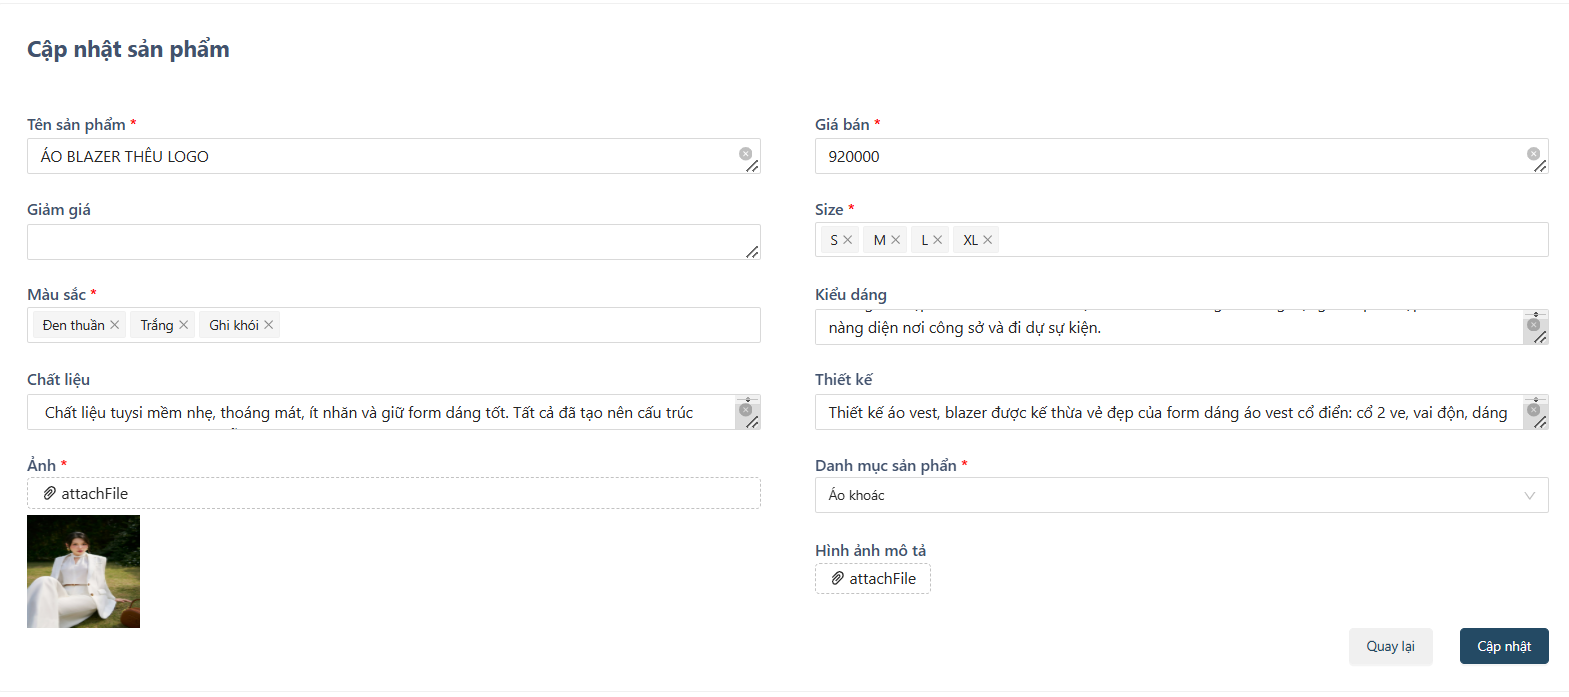 Cập nhật sản phẩm
Tên sản phẩm *
Giá bán *
ÁO BLAZER THÊU LOGO
920000
Giảm giá
Size *
S
M
L
XL
Màu sắc *
Kiểu dáng
Đen thuần
Trắng
Ghi khói
nàng diện nơi công sở và đi dự sự kiện.
Chất liệu
Thiết kế
Chất liệu tuysi mềm nhẹ, thoáng mát, ít nhăn và giữ form dáng tốt. Tất cả đã tạo nên cấu trúc
Thiết kế áo vest, blazer được kế thừa vẻ đẹp của form dáng áo vest cổ điển: cổ 2 ve, vai độn, dáng
Ảnh *
Danh mục sản phẩn *
attachFile
Áo khoác
Hình ảnh mô tả
attachFile
Quay lại
Cập nhật